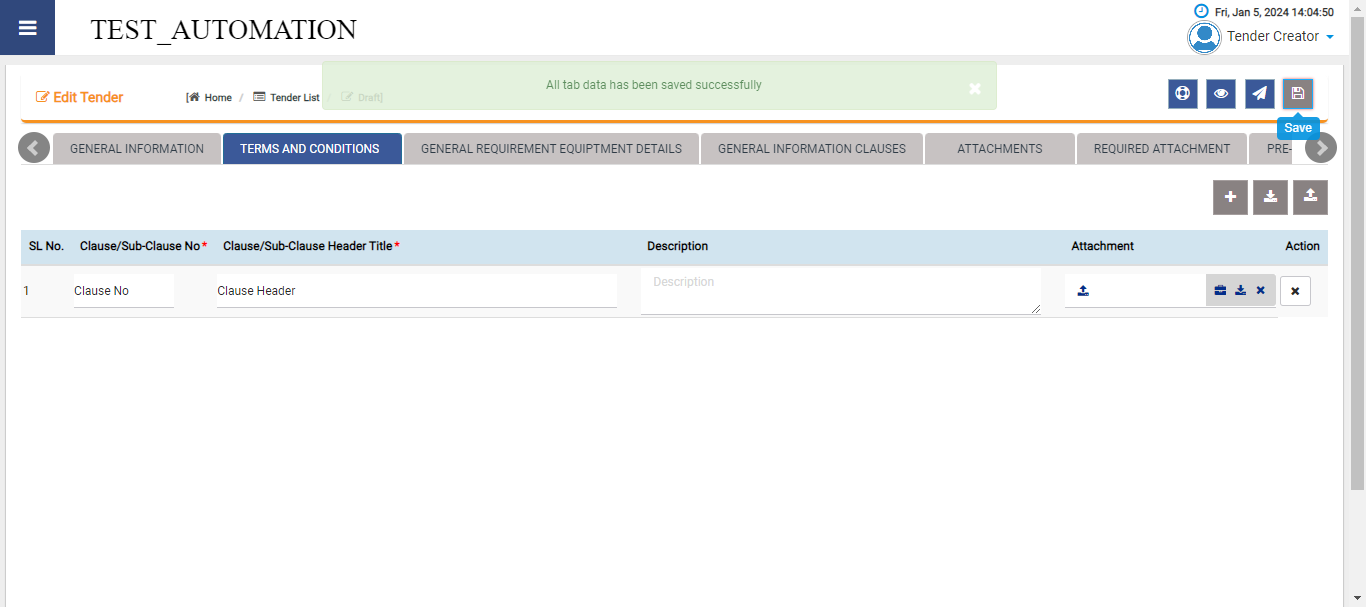 Fri, Jan 5, 2024 14:04:50
TEST_AUTOMATION
Tender Creator
All tab data has been saved successfully
Edit Tender
[ Home / Tender List / Draft]
Save
GENERAL INFORMATION TERMS AND CONDITIONS GENERAL REQUIREMENT EQUIPTMENT DETAILS GENERAL INFORMATION CLAUSES ATTACHMENTS REQUIRED ATTACHMENT PRE-
SL No. Clause/Sub-Clause No* Clause/Sub-Clause Header Title* Description Attachment Action
1 Clause No Clause Header Description